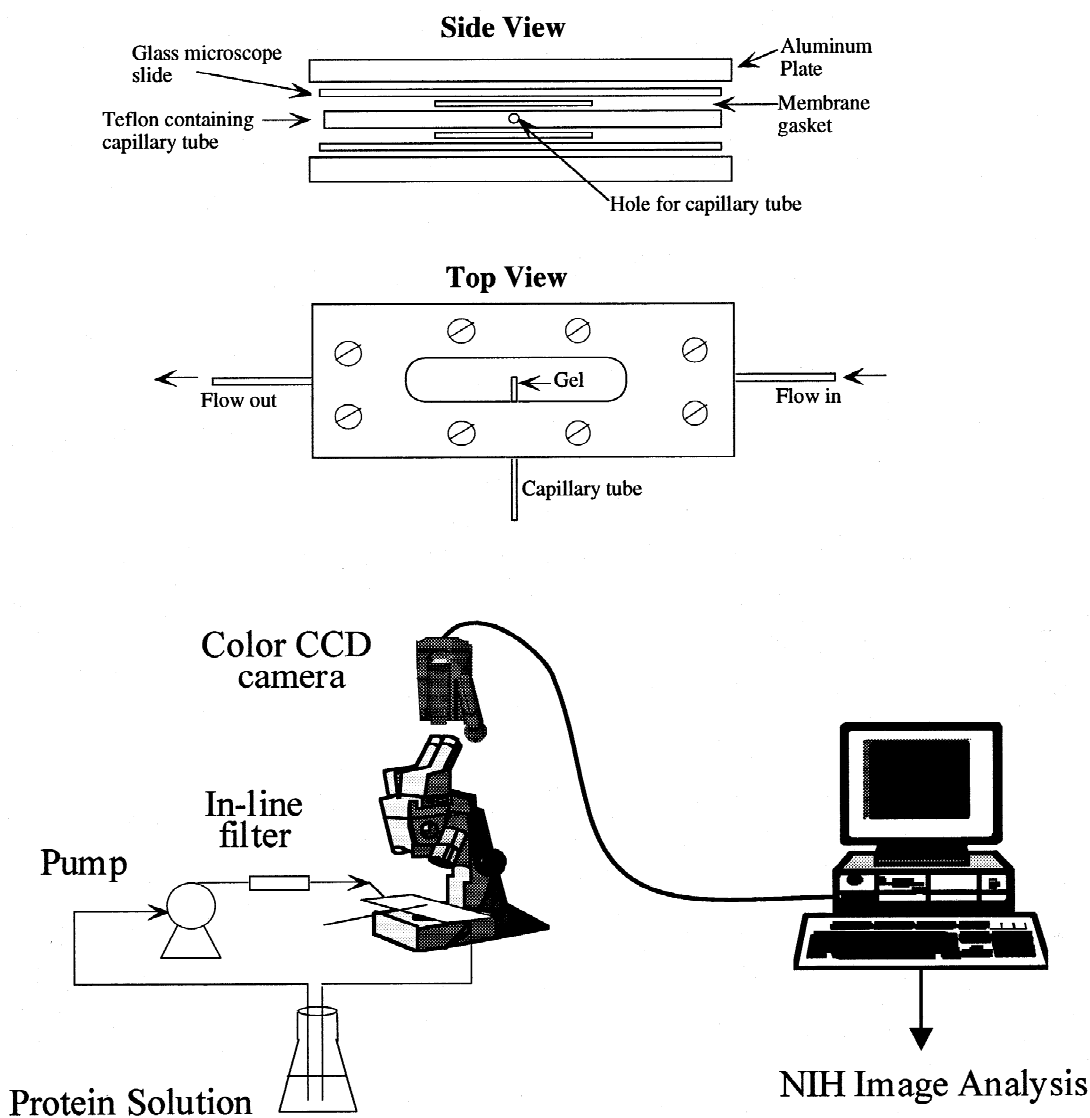 Side View
Glass microscope
slide
Aluminum
Plate
Teflon containing
capillary tube
Membrane
gasket
Hole for capillary tube
Top View
Gel
Flow out
Flow in
Capillary tube
Color CCD
camera
In-line
filter
Pump
Protein Solution
NIH Image Analysis